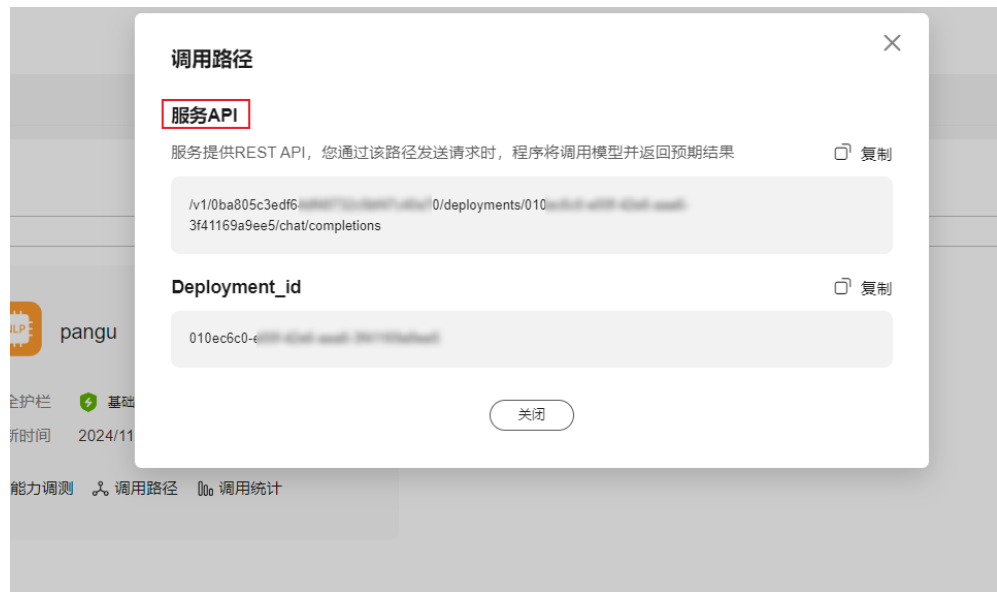 调用路径
服务API
服务提供REST API，您通过该路径发送请求时，程序将调用模型并返回预期结果
复制
/v1/0ba805c3edf6 0/deployments/010
3f41169a9ee5/chat/completions
Deployment_id
复制
010ec6c0-e
关闭
NLP
pangu
全护栏 基础
新时间 2024/11
能力调测 调用路径 调用统计